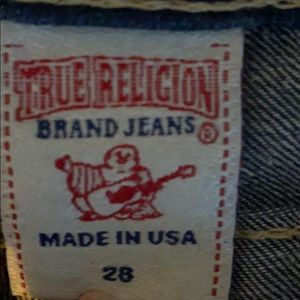 TRUE RELIGION
BRAND JEANS®
MADE IN USA
28